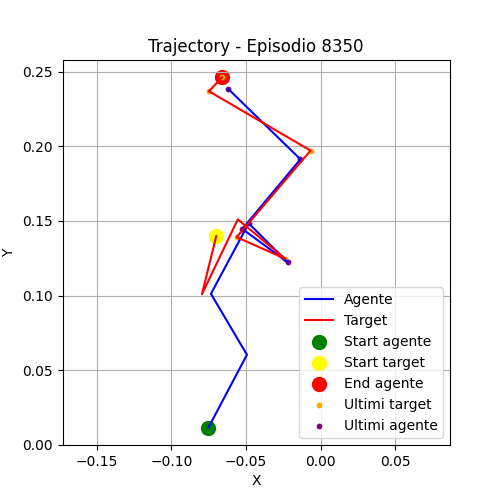 Trajectory - Episodio 8350
Y
0.25
0.20
0.15
0.10
0.05
0.00
−0.15
−0.10
−0.05
0.00
0.05
X
Agente
Target
Start agente
Start target
End agente
Ultimi target
Ultimi agente